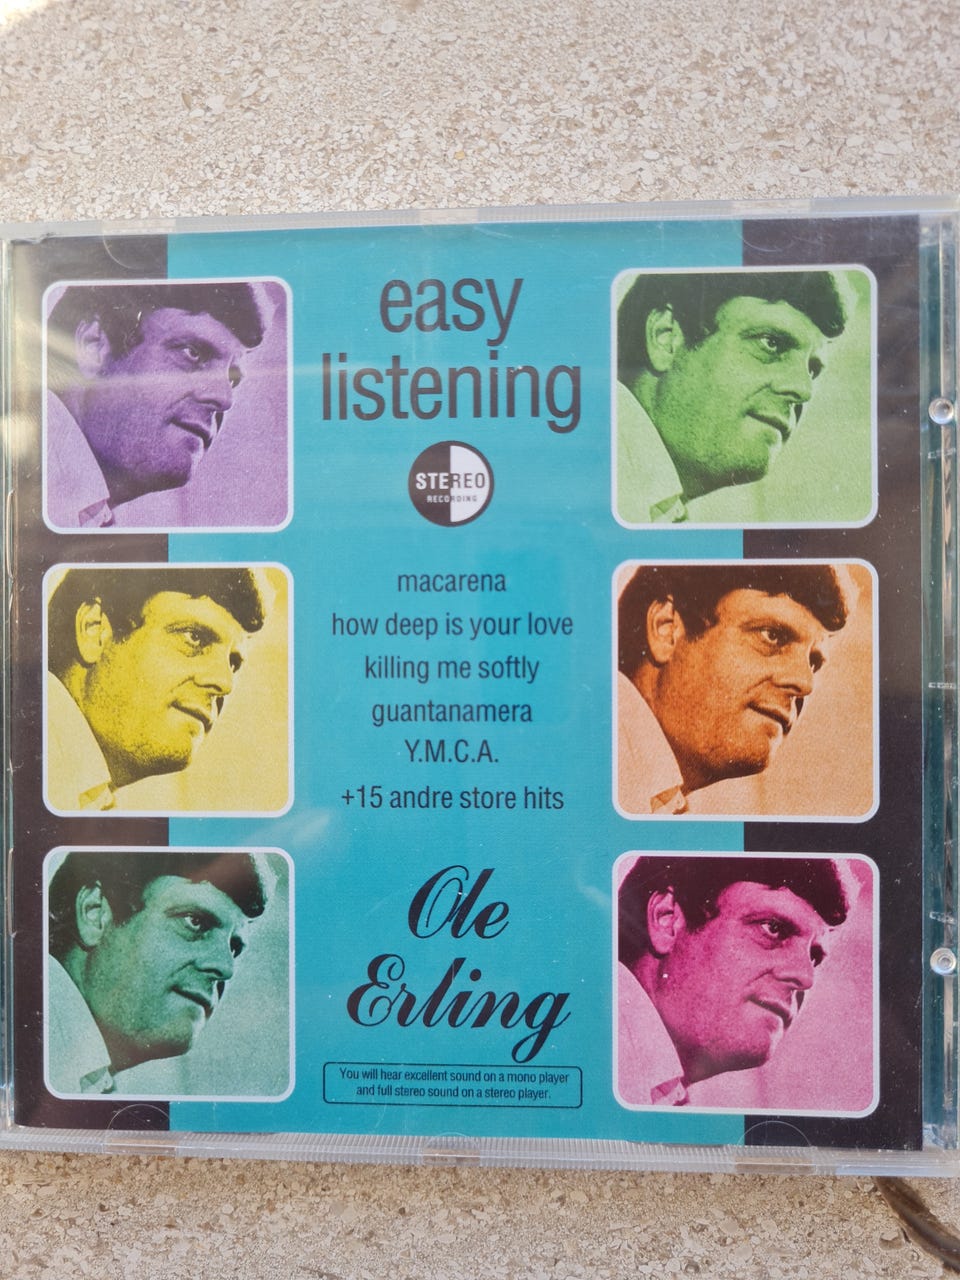 easy
listening
STEREO
RECORDING
macarena
how deep is your love
killing me softly
guantanamera
Y.M.C.A.
+15 andre store hits
Ole
Erling
You will hear excellent sound on a mono player
and full stereo sound on a stereo player.